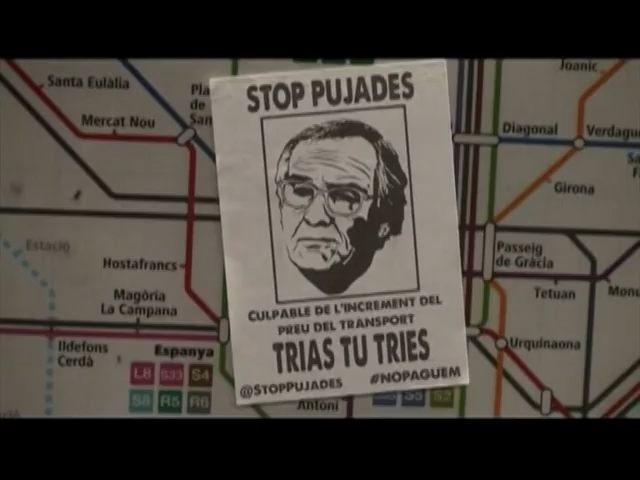 STOP PUJADES
CULPABLE DE L'INCREMENT DEL
PREU DEL TRANSPORT
TRIAS TU TRIES
@STOPPUJADES #NOPAGUEM
Santa Eulàlia
Mercat Nou
Pla
de
San
Hostafrancs
Estació
Magòria
La Campana
Ildefons
Cerdà
Espanya
L8 S33 S4
S8 R5 R6
Antoni
S5
Joanic
Diagonal
Verdague
Girona
Passeig
de Gràcia
Tetuan
Monu
Urquinaona